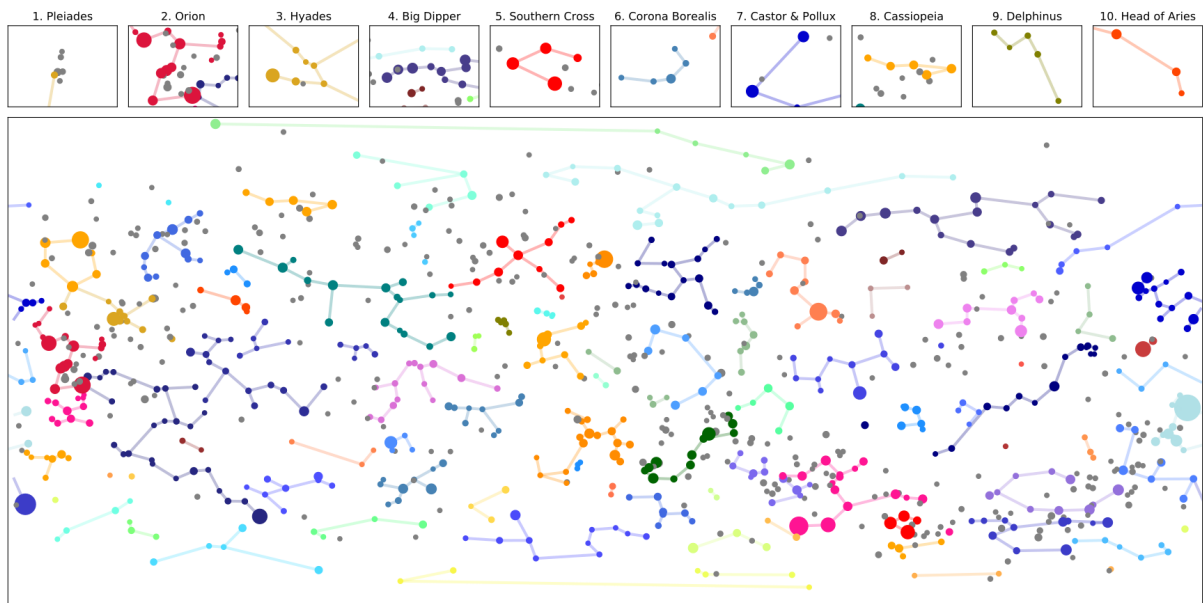 1. Pleiades
2. Orion
3. Hyades
4. Big Dipper
5. Southern Cross
6. Corona Borealis
7. Castor & Pollux
8. Cassiopeia
9. Delphinus
10. Head of Aries